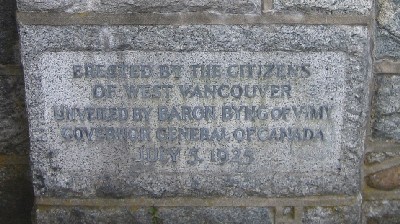 ERECTED BY THE CITIZENS
OF WEST VANCOUVER
UNVEILED BY BARON BYNG OF VIMY
GOVERNOR GENERAL OF CANADA
JULY 3, 1925